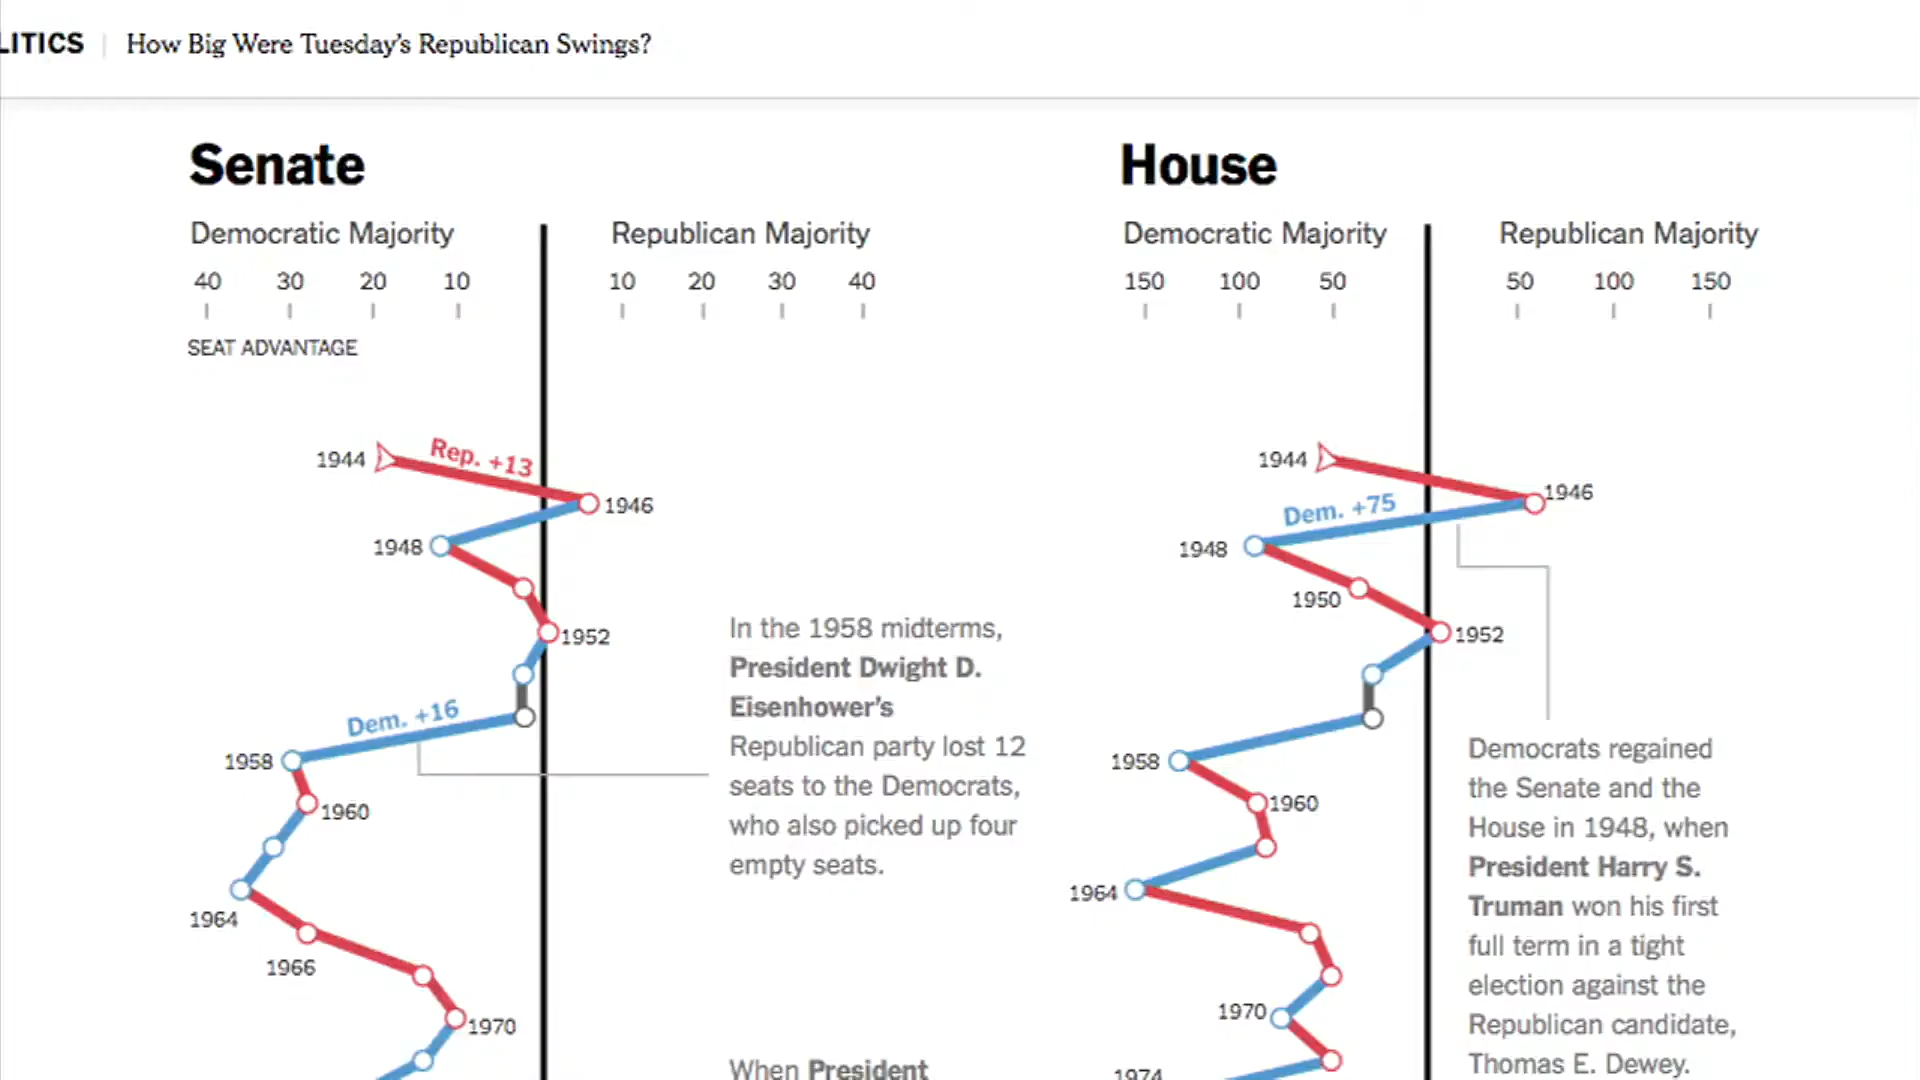 LITICS | How Big Were Tuesday's Republican Swings?
Senate
Democratic Majority
Republican Majority
40 30 20 10
10 20 30 40
SEAT ADVANTAGE
1944
Rep. +13
1946
1948
1952
Dem. +16
1958
1960
1964
1966
1970
In the 1958 midterms,
President Dwight D.
Eisenhower's
Republican party lost 12
seats to the Democrats,
who also picked up four
empty seats.
When President
House
Democratic Majority
Republican Majority
150 100 50
50 100 150
1944
1946
Dem. +75
1948
1950
1952
1958
1960
1964
1970
1974
Democrats regained
the Senate and the
House in 1948, when
President Harry S.
Truman won his first
full term in a tight
election against the
Republican candidate,
Thomas E. Dewey.